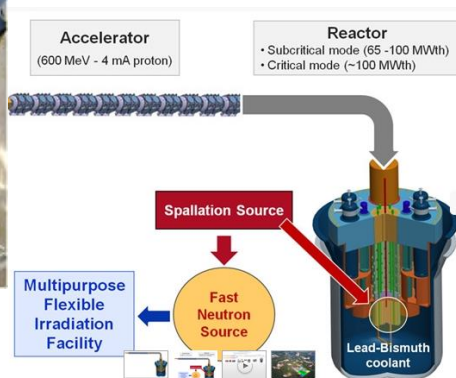 Accelerator
(600 MeV - 4 mA proton)
Reactor
• Subcritical mode (65 -100 MWth)
• Critical mode (~100 MWth)
Spallation Source
Multipurpose
Flexible
Irradiation
Facility
Fast
Neutron
Source
Lead-Bismuth
coolant